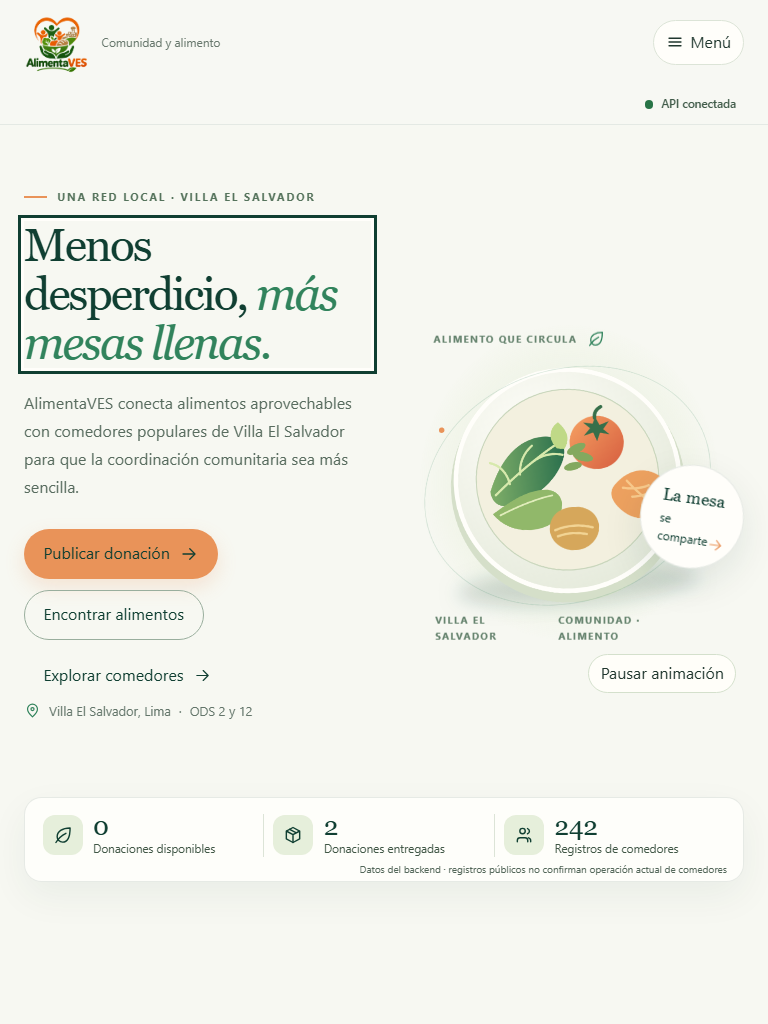 AlimentaVES
Comunidad y alimento
Menú
API conectada
UNA RED LOCAL · VILLA EL SALVADOR
Menos
desperdicio, más
mesas llenas.
AlimentaVES conecta alimentos aprovechables
con comedores populares de Villa El Salvador
para que la coordinación comunitaria sea más
sencilla.
Publicar donación
Encontrar alimentos
Explorar comedores
Villa El Salvador, Lima · ODS 2 y 12
ALIMENTO QUE CIRCULA
La mesa
se
comparte
VILLA EL
SALVADOR
COMUNIDAD ·
ALIMENTO
Pausar animación
0
Donaciones disponibles
2
Donaciones entregadas
242
Registros de comedores
Datos del backend · registros públicos no confirman operación actual de comedores